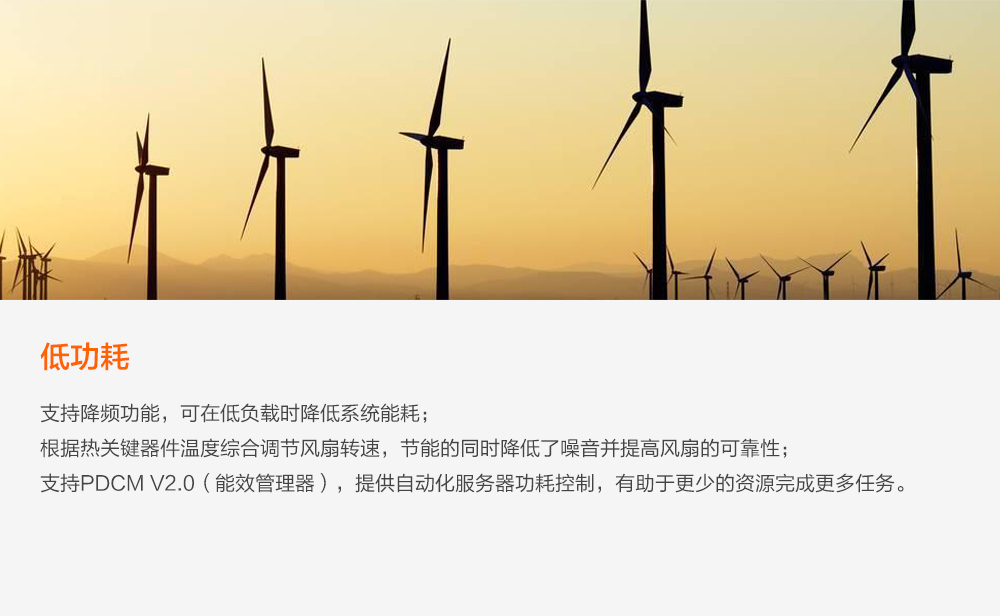 低功耗
支持降频功能，可在低负载时降低系统能耗；
根据热关键器件温度综合调节风扇转速，节能的同时降低了噪音并提高风扇的可靠性；
支持PDCM V2.0（能效管理器），提供自动化服务器功耗控制，有助于更少的资源完成更多任务。